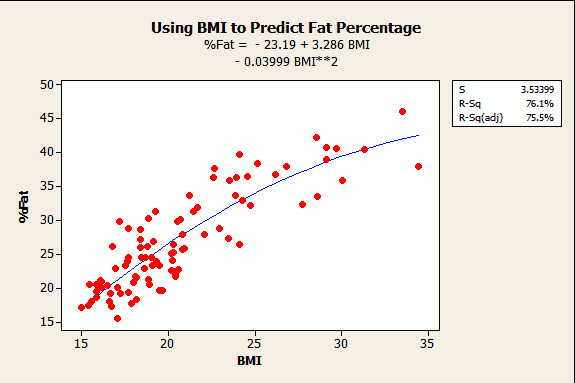 Using BMI to Predict Fat Percentage
%Fat = - 23.19 + 3.286 BMI
- 0.03999 BMI**2
S 3.53399
R-Sq 76.1%
R-Sq(adj) 75.5%
%Fat
50
45
40
35
30
25
20
15
15 20 25 30 35
BMI